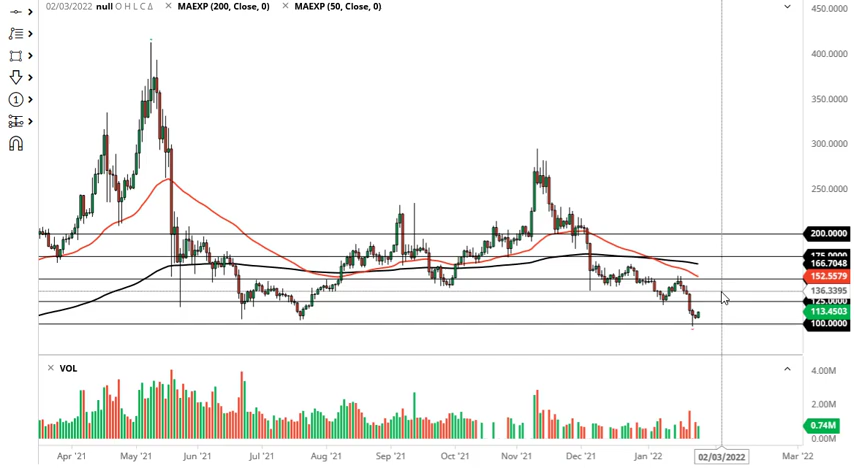 02/03/2022 null O H L C Δ × MAEXP (200, Close, 0) × MAEXP (50, Close, 0)
450.0000
400.0000
350.0000
300.0000
250.0000
200.0000
175.0000
166.7048
152.5579
136.3395
125.0000
113.4503
100.0000
× VOL
4.00M
2.00M
0.74M
0.00M
Apr '21 May '21 Jun '21 Jul '21 Aug '21 Sep '21 Oct '21 Nov '21 Dec '21 Jan '22 02/03/2022 Mar '22
1